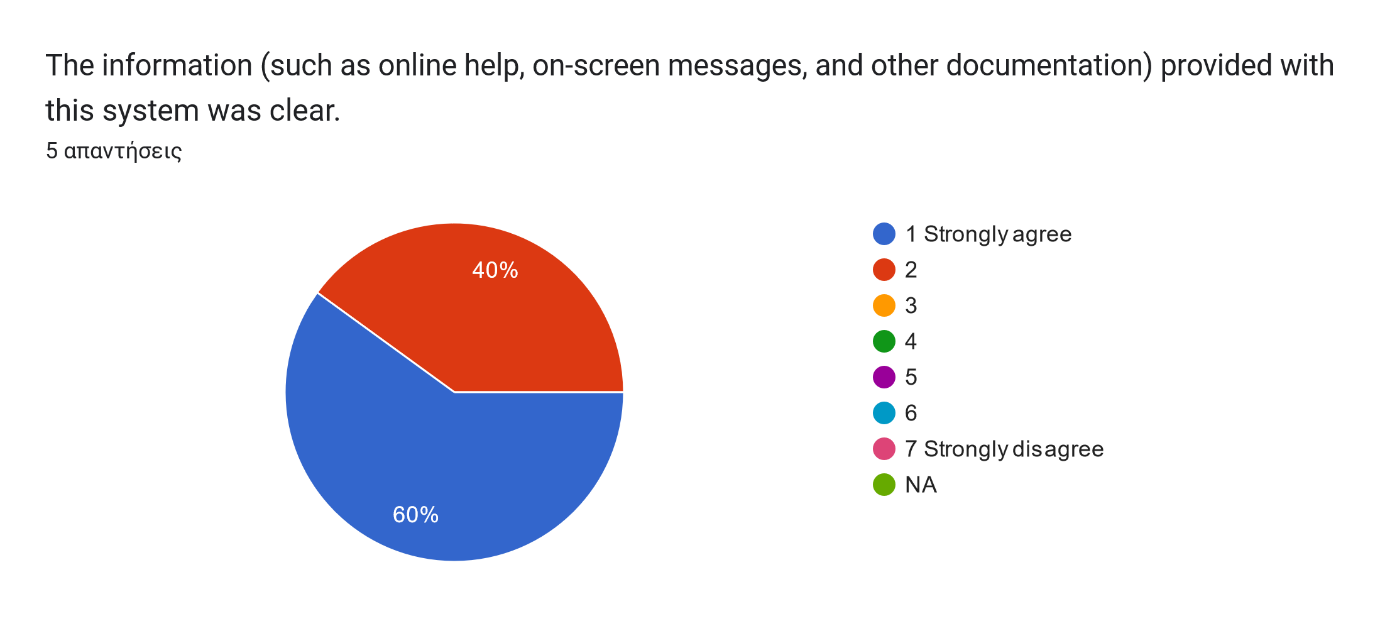 The information (such as online help, on-screen messages, and other documentation) provided with
this system was clear.
5 απαντήσεις
40%
60%
1 Strongly agree
2
3
4
5
6
7 Strongly disagree
NA